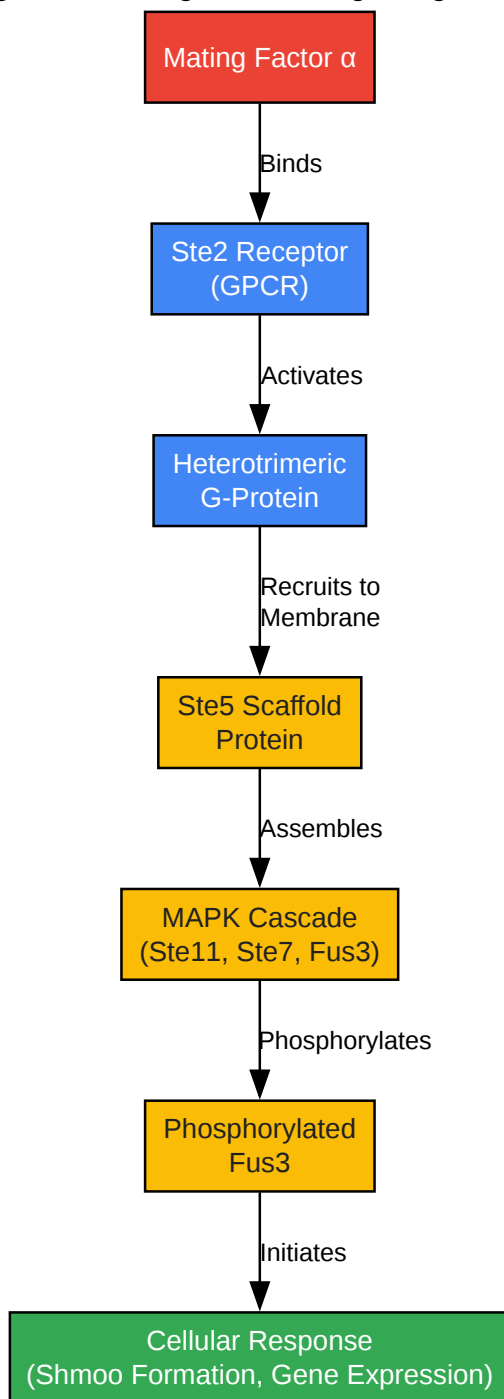 Mating Factor α
Binds
Ste2 Receptor
(GPCR)
Activates
Heterotrimeric
G-Protein
Recruits to
Membrane
Ste5 Scaffold
Protein
Assembles
MAPK Cascade
(Ste11, Ste7, Fus3)
Phosphorylates
Phosphorylated
Fus3
Initiates
Cellular Response
(Shmoo Formation, Gene Expression)